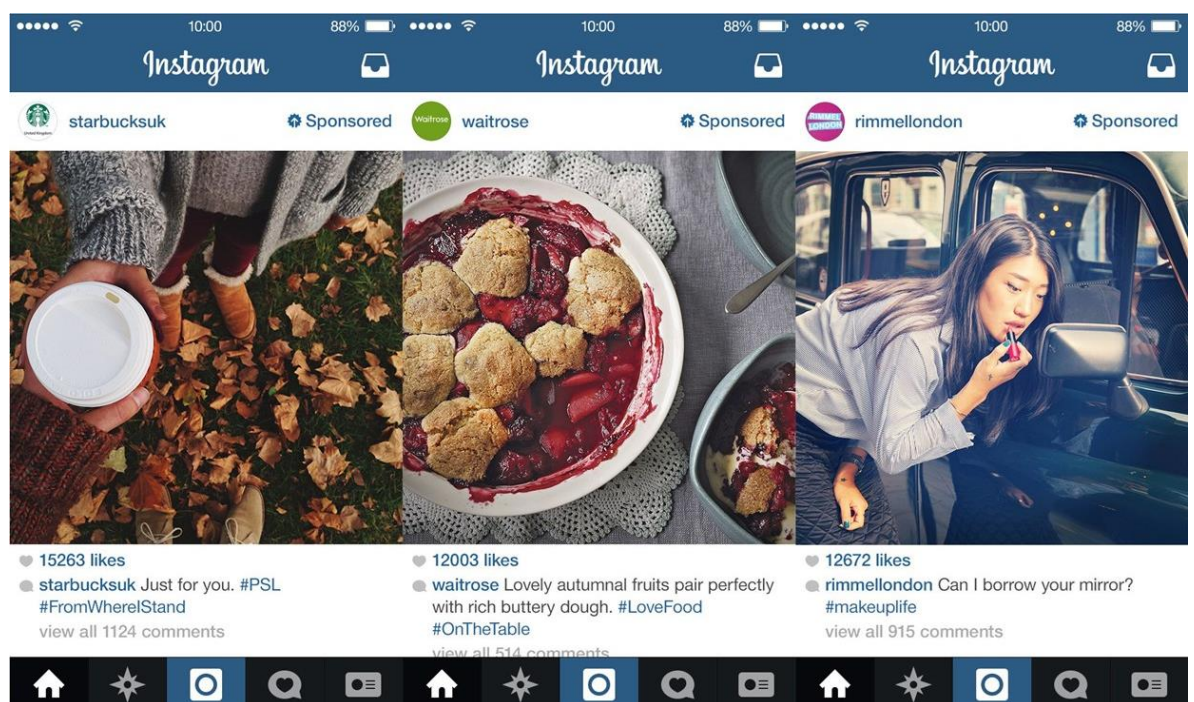 10:00 88%
Instagram
starbucksuk Sponsored
15263 likes
starbucksuk Just for you. #PSL
#FromWhereIStand
view all 1124 comments
10:00 88%
Instagram
Waitrose
waitrose Sponsored
12003 likes
waitrose Lovely autumnal fruits pair perfectly
with rich buttery dough. #LoveFood
#OnTheTable
view all 514 comments
10:00 88%
Instagram
RIMMEL
LONDON
rimmellondon Sponsored
12672 likes
rimmellondon Can I borrow your mirror?
#makeuplife
view all 915 comments